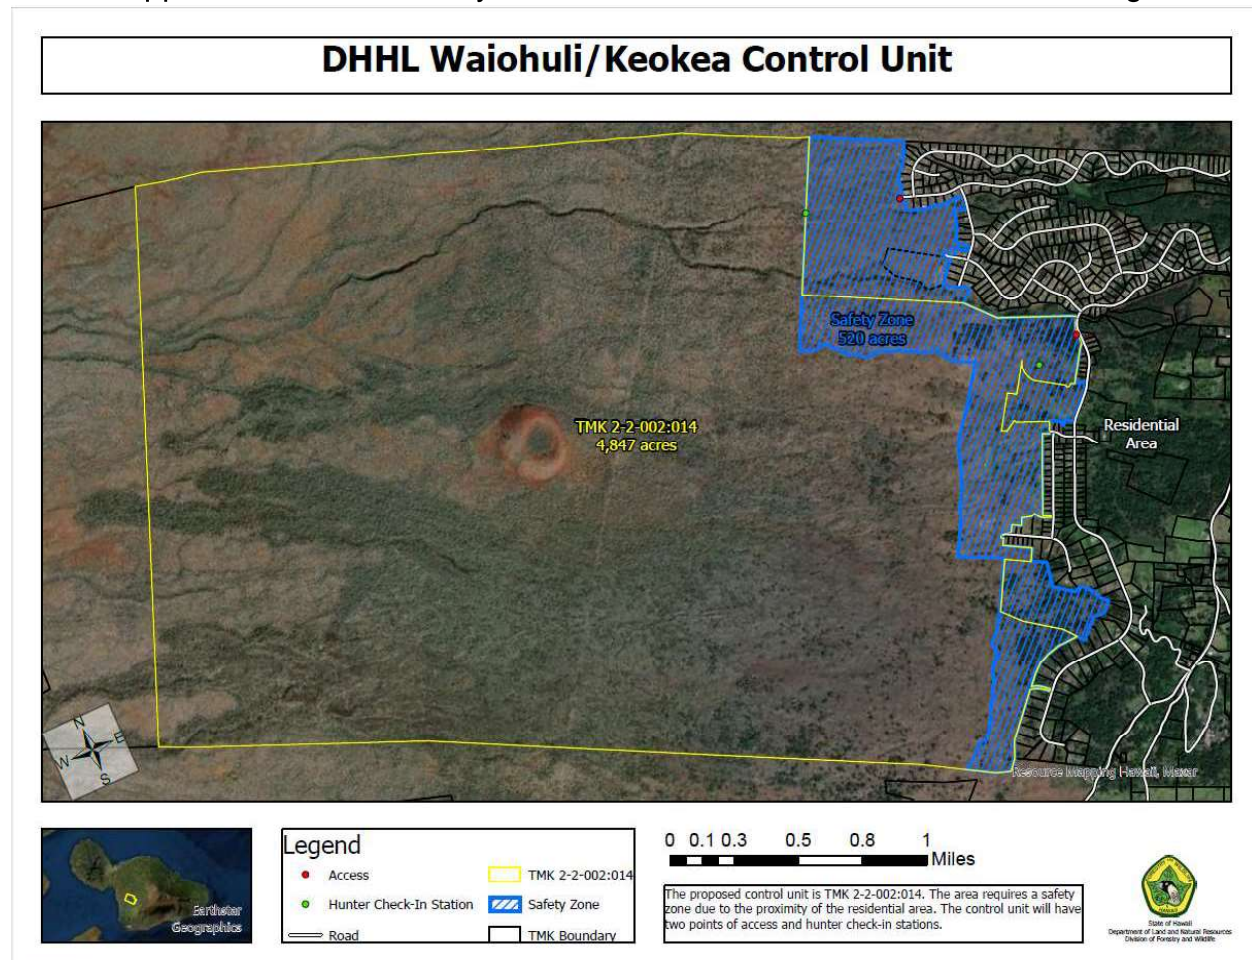 DHHL Waiohuli/Keokea Control Unit
Safety Zone
520 acres
TMK 2-2-002:014
4,847 acres
Residential
Area
N
E
W
S
Resource Mapping Hawaii, Maxar
Earthstar
Geographics
Legend
Access
TMK 2-2-002:014
Hunter Check-In Station
Safety Zone
Road
TMK Boundary
0 0.1 0.3 0.5 0.8 1
Miles
The proposed control unit is TMK 2-2-002:014. The area requires a safety
zone due to the proximity of the residential area. The control unit will have
two points of access and hunter check-in stations.
State of Hawaii
Department of Land and Natural Resources
Division of Forestry and Wildlife